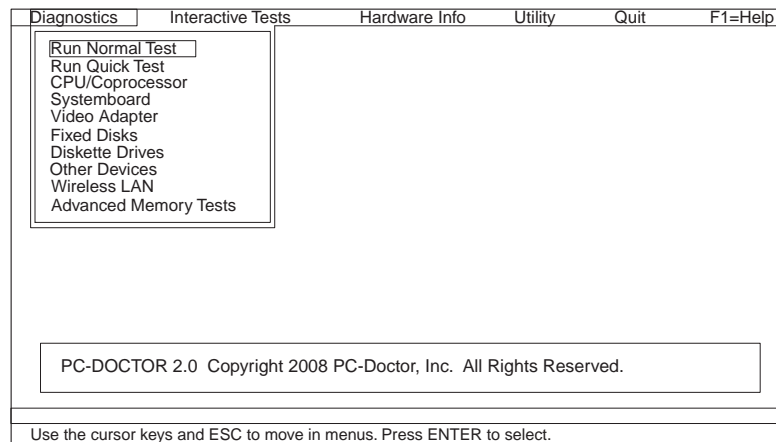 Diagnostics Interactive Tests Hardware Info Utility Quit F1=Help
Run Normal Test
Run Quick Test
CPU/Coprocessor
Systemboard
Video Adapter
Fixed Disks
Diskette Drives
Other Devices
Wireless LAN
Advanced Memory Tests
PC-DOCTOR 2.0 Copyright 2008 PC-Doctor, Inc. All Rights Reserved.
Use the cursor keys and ESC to move in menus. Press ENTER to select.